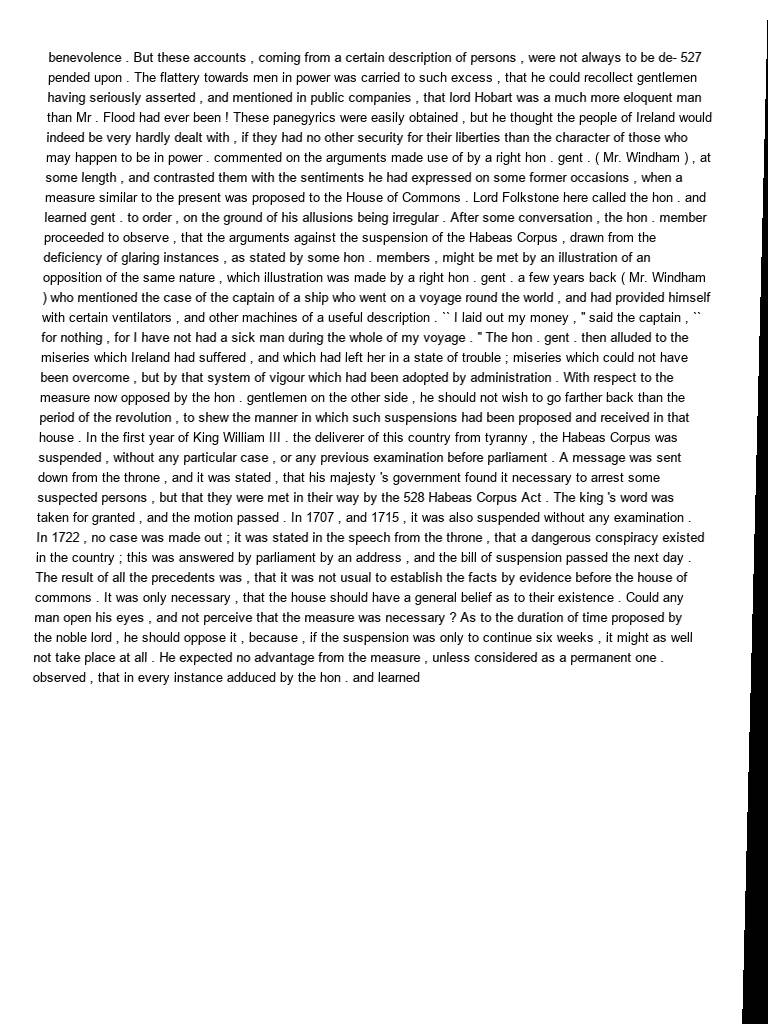 benevolence . But these accounts , coming from a certain description of persons , were not always to be de- 527
pended upon . The flattery towards men in power was carried to such excess , that he could recollect gentlemen
having seriously asserted , and mentioned in public companies , that lord Hobart was a much more eloquent man
than Mr . Flood had ever been ! These panegyrics were easily obtained , but he thought the people of Ireland would
indeed be very hardly dealt with , if they had no other security for their liberties than the character of those who
may happen to be in power . commented on the arguments made use of by a right hon . gent . ( Mr. Windham ) , at
some length , and contrasted them with the sentiments he had expressed on some former occasions , when a
measure similar to the present was proposed to the House of Commons . Lord Folkstone here called the hon . and
learned gent . to order , on the ground of his allusions being irregular . After some conversation , the hon . member
proceeded to observe , that the arguments against the suspension of the Habeas Corpus , drawn from the
deficiency of glaring instances , as stated by some hon . members , might be met by an illustration of an
opposition of the same nature , which illustration was made by a right hon . gent . a few years back ( Mr. Windham
) who mentioned the case of the captain of a ship who went on a voyage round the world , and had provided himself
with certain ventilators , and other machines of a useful description . `` I laid out my money , " said the captain , ``
for nothing , for I have not had a sick man during the whole of my voyage . " The hon . gent . then alluded to the
miseries which Ireland had suffered , and which had left her in a state of trouble ; miseries which could not have
been overcome , but by that system of vigour which had been adopted by administration . With respect to the
measure now opposed by the hon . gentlemen on the other side , he should not wish to go farther back than the
period of the revolution , to shew the manner in which such suspensions had been proposed and received in that
house . In the first year of King William III . the deliverer of this country from tyranny , the Habeas Corpus was
suspended , without any particular case , or any previous examination before parliament . A message was sent
down from the throne , and it was stated , that his majesty 's government found it necessary to arrest some
suspected persons , but that they were met in their way by the 528 Habeas Corpus Act . The king 's word was
taken for granted , and the motion passed . In 1707 , and 1715 , it was also suspended without any examination .
In 1722 , no case was made out ; it was stated in the speech from the throne , that a dangerous conspiracy existed
in the country ; this was answered by parliament by an address , and the bill of suspension passed the next day .
The result of all the precedents was , that it was not usual to establish the facts by evidence before the house of
commons . It was only necessary , that the house should have a general belief as to their existence . Could any
man open his eyes , and not perceive that the measure was necessary ? As to the duration of time proposed by
the noble lord , he should oppose it , because , if the suspension was only to continue six weeks , it might as well
not take place at all . He expected no advantage from the measure , unless considered as a permanent one .
observed , that in every instance adduced by the hon . and learned